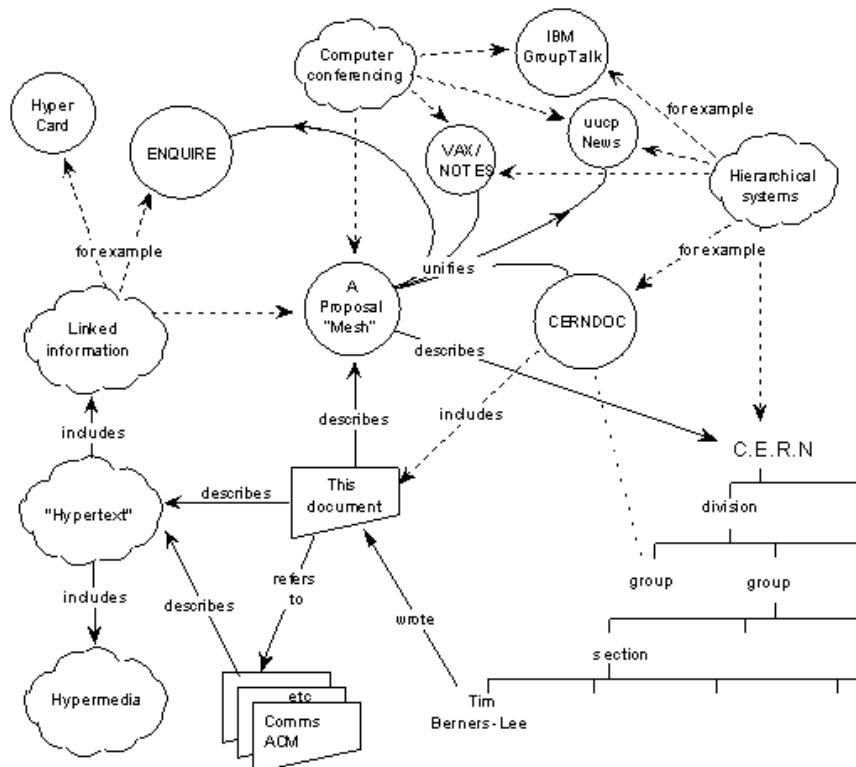 IBM
GroupTalk
Computer
conferencing
Hyper
Card
for example
uucp
News
ENQUIRE
VAX/
NOTES
Hierarchical
systems
for example
unifies
for example
A
Proposal
"Mesh"
CERNDOC
Linked
information
describes
includes
describes
includes
C.E.R.N
This
document
describes
division
"Hypertext"
refers
to
group
group
includes
describes
wrote
section
Hypermedia
etc
Comms
ACM
Tim
Berners-Lee